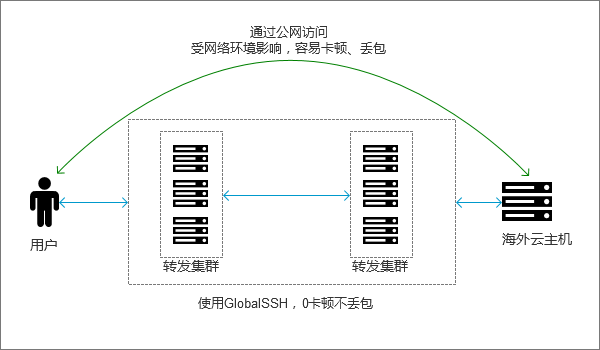 通过公网访问
受网络环境影响，容易卡顿、丢包
用户
转发集群
转发集群
海外云主机
使用GlobalSSH，0卡顿不丢包